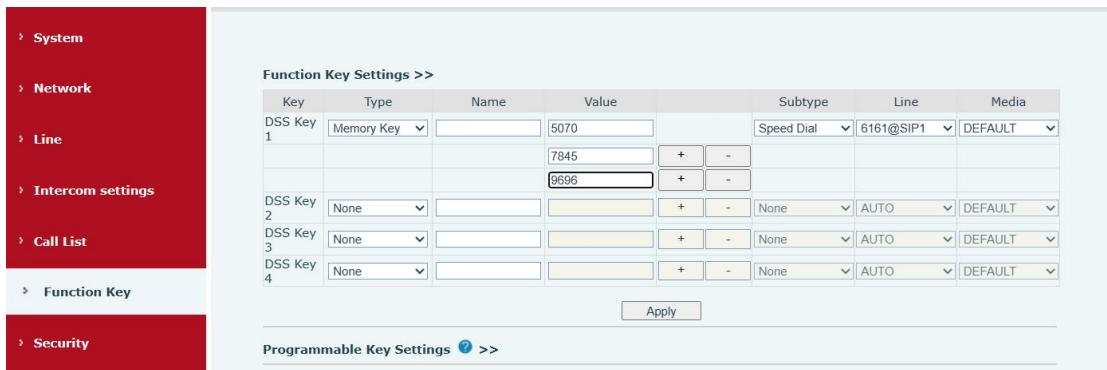 System
Network
Line
Intercom settings
Call List
Function Key
Security
Function Key Settings >>
Key Type Name Value Subtype Line Media
DSS Key 1 Memory Key 5070 Speed Dial 6161@SIP1 DEFAULT
7845 + -
9696 + -
DSS Key 2 None + - None AUTO DEFAULT
DSS Key 3 None + - None AUTO DEFAULT
DSS Key 4 None + - None AUTO DEFAULT
Apply
Programmable Key Settings ? >>